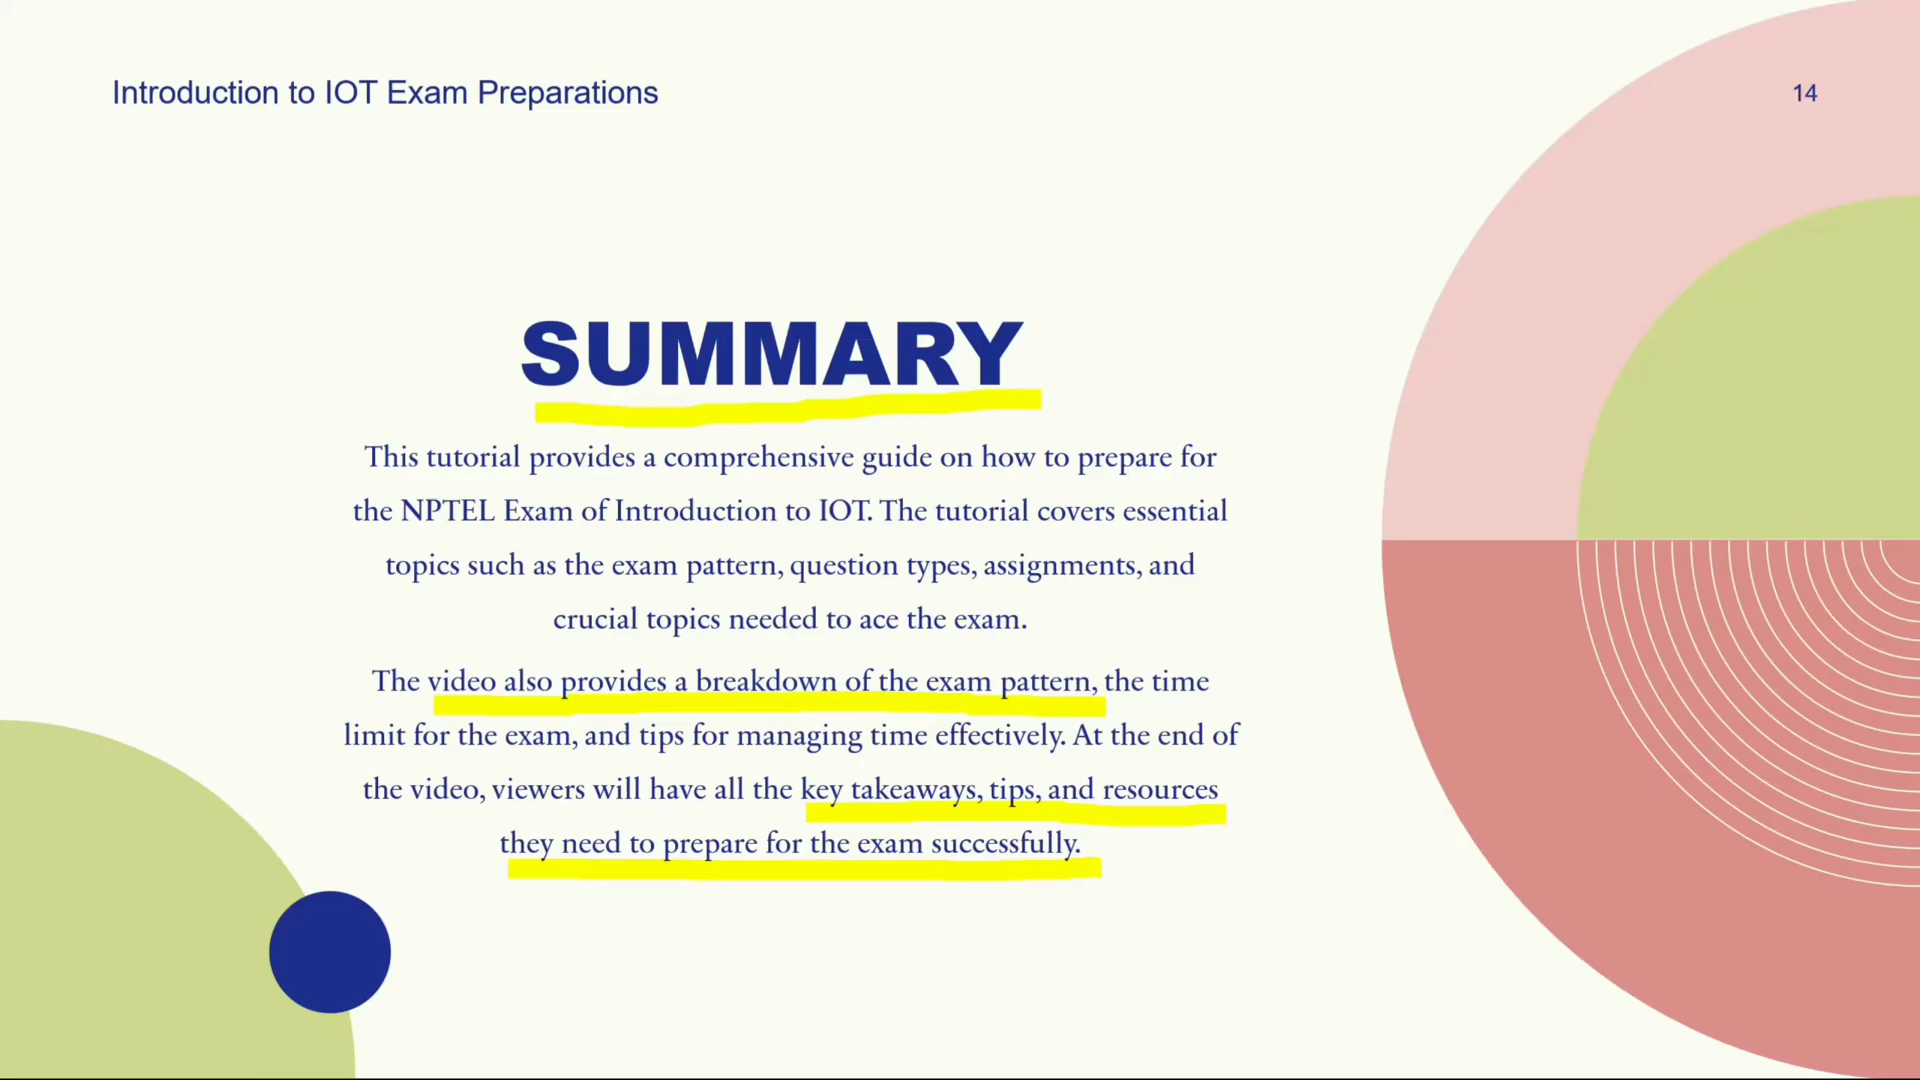 Introduction to IOT Exam Preparations
14
SUMMARY
This tutorial provides a comprehensive guide on how to prepare for
the NPTEL Exam of Introduction to IOT. The tutorial covers essential
topics such as the exam pattern, question types, assignments, and
crucial topics needed to ace the exam.
The video also provides a breakdown of the exam pattern, the time
limit for the exam, and tips for managing time effectively. At the end of
the video, viewers will have all the key takeaways, tips, and resources
they need to prepare for the exam successfully.